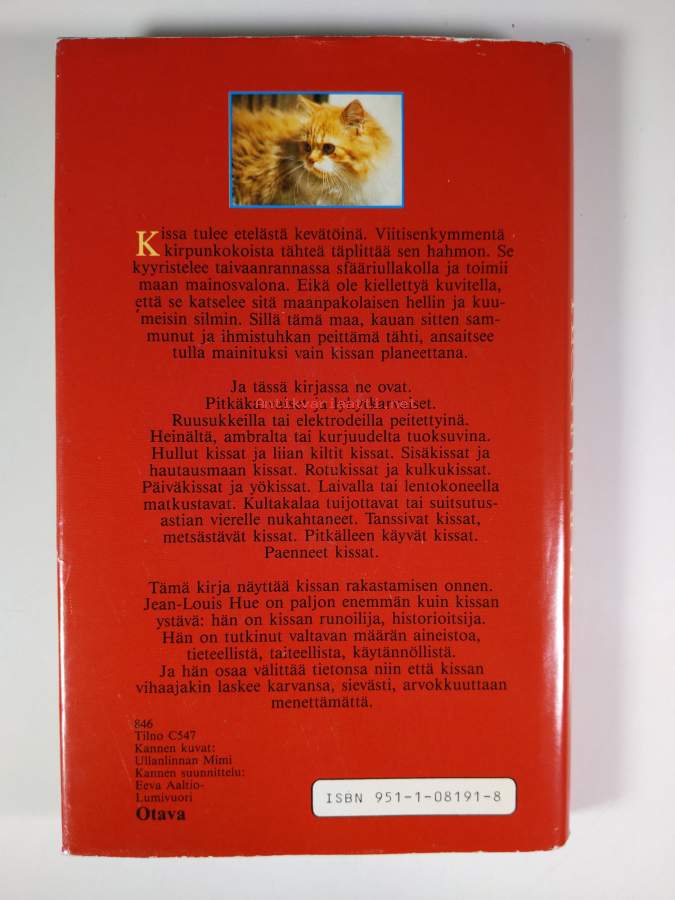 Kissa tulee etelästä kevätöinä. Viitisenkymmentä
kirpunkokoista tähteä täplittää sen hahmon. Se
kyyristelee taivaanrannassa sfääriullakolla ja toimii
maan mainosvalona. Eikä ole kiellettyä kuvitella,
että se katselee sitä maanpakolaisen hellin ja kuu-
meisin silmin. Sillä tämä maa, kauan sitten sam-
munut ja ihmistuhkan peittämä tähti, ansaitsee
tulla mainituksi vain kissan planeettana.
Ja tässä kirjassa ne ovat.
Pitkäkarvaiset ja lyhytkarvaiset.
Ruusukkeilla tai elektrodeilla peitettyinä.
Heinältä, ambralta tai kurjuudelta tuoksuvina.
Hullut kissat ja liian kiltit kissat. Sisäkissat ja
hautausmaan kissat. Rotukissat ja kulkukissat.
Päiväkissat ja yökissat. Laivalla tai lentokoneella
matkustavat. Kultakalaa tuijottavat tai suitsutus-
astian vierelle nukahtaneet. Tanssivat kissat,
metsästävät kissat. Pitkälleen käyvät kissat.
Paenneet kissat.
Tämä kirja näyttää kissan rakastamisen onnen.
Jean-Louis Hue on paljon enemmän kuin kissan
ystävä: hän on kissan runoilija, historioitsija.
Hän on tutkinut valtavan määrän aineistoa,
tieteellistä, taiteellista, käytännöllistä.
Ja hän osaa välittää tietonsa niin että kissan
vihaajakin laskee karvansa, sievästi, arvokkuuttaan
menettämättä.
846
Tilno C547
Kannen kuvat:
Ullanlinnan Mimi
Kannen suunnittelu:
Eeva Aaltio-
Lumivuori
Otava
ISBN 951-1-08191-8